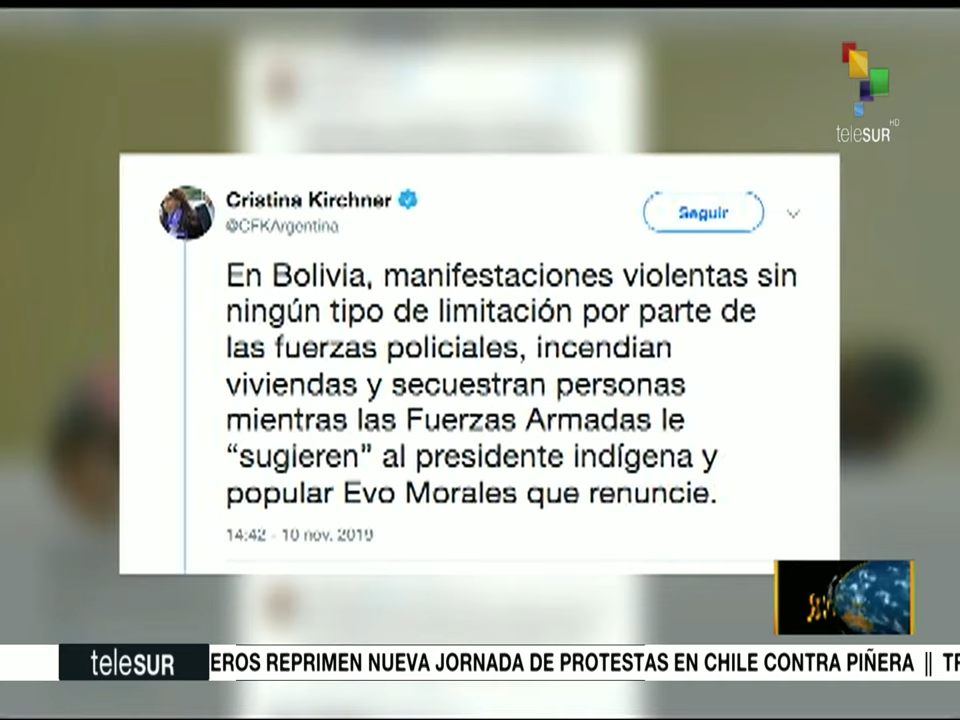 teleSUR HD
Cristina Kirchner
@CFKArgentina
Seguir
En Bolivia, manifestaciones violentas sin
ningún tipo de limitación por parte de
las fuerzas policiales, incendian
viviendas y secuestran personas
mientras las Fuerzas Armadas le
“sugieren” al presidente indígena y
popular Evo Morales que renuncie.
14:42 - 10 nov. 2019
teleSUR
EROS REPRIMEN NUEVA JORNADA DE PROTESTAS EN CHILE CONTRA PIÑERA || TR